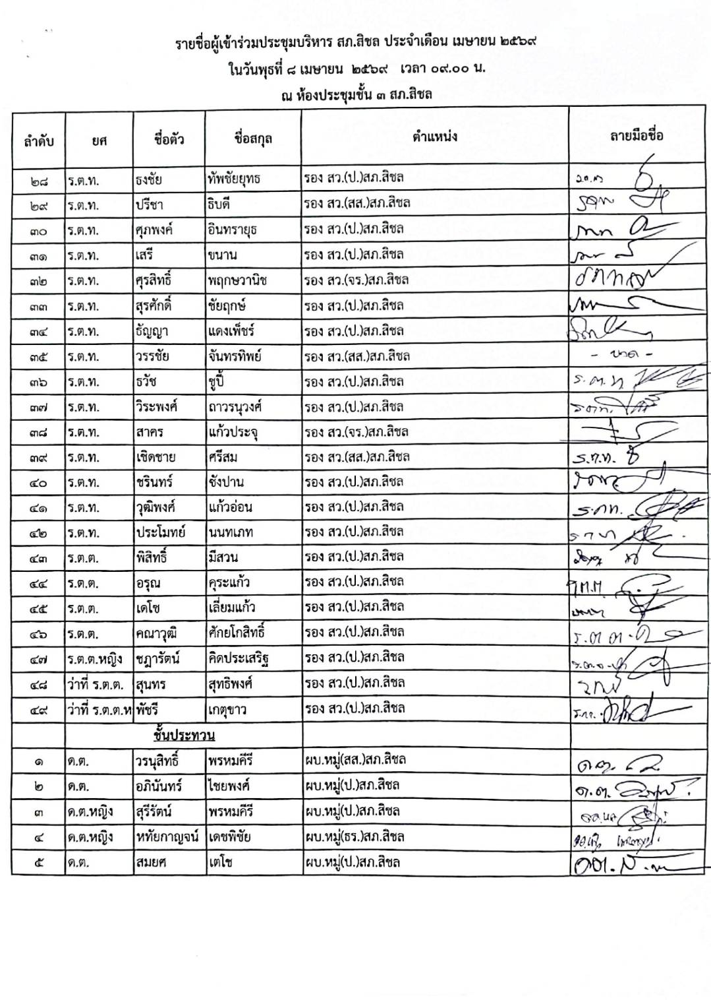 รายชื่อผู้เข้าร่วมประชุมบริหาร สภ.สิชล ประจำเดือน เมษายน ๒๕๖๙
ในวันพุธที่ ๘ เมษายน ๒๕๖๙ เวลา ๐๙.๐๐ น.
ณ ห้องประชุมชั้น ๓ สภ.สิชล
ลำดับ ยศ ชื่อตัว ชื่อสกุล ตำแหน่ง ลายมือชื่อ
๒๘ ร.ต.ท. ธงชัย ทัพชัยยุทธ รอง สว.(ป.)สภ.สิชล
๒๙ ร.ต.ท. ปรีชา ธิบดี รอง สว.(สส.)สภ.สิชล
๓๐ ร.ต.ท. ศุภพงค์ อินทรายุธ รอง สว.(ป.)สภ.สิชล
๓๑ ร.ต.ท. เสรี ขนาน รอง สว.(ป.)สภ.สิชล
๓๒ ร.ต.ท. ศุรสิทธิ์ พฤกษวานิช รอง สว.(จร.)สภ.สิชล
๓๓ ร.ต.ท. สุรศักดิ์ ชัยฤกษ์ รอง สว.(ป.)สภ.สิชล
๓๔ ร.ต.ท. ธัญญา แดงเพ็ชร์ รอง สว.(ป.)สภ.สิชล
๓๕ ร.ต.ท. วรรชัย จันทรทิพย์ รอง สว.(สส.)สภ.สิชล
๓๖ ร.ต.ท. ธวัช ชูปี้ รอง สว.(ป.)สภ.สิชล ร.ต.ท.
๓๗ ร.ต.ท. วิระพงศ์ ถาวรนุวงศ์ รอง สว.(ป.)สภ.สิชล
๓๘ ร.ต.ท. สาคร แก้วประจุ รอง สว.(จร.)สภ.สิชล
๓๙ ร.ต.ท. เชิดชาย ศรีสม รอง สว.(สส.)สภ.สิชล
๔๐ ร.ต.ท. ชรินทร์ ชังปาน รอง สว.(ป.)สภ.สิชล
๔๑ ร.ต.ท. วุฒิพงศ์ แก้วอ่อน รอง สว.(ป.)สภ.สิชล
๔๒ ร.ต.ท. ประโมทย์ นนทเภท รอง สว.(ป.)สภ.สิชล
๔๓ ร.ต.ต. พิสิทธิ์ มีสวน รอง สว.(ป.)สภ.สิชล
๔๔ ร.ต.ต. อรุณ คุระแก้ว รอง สว.(ป.)สภ.สิชล
๔๕ ร.ต.ต. เดโช เลี่ยมแก้ว รอง สว.(ป.)สภ.สิชล
๔๖ ร.ต.ต. คณาวุฒิ ศักยโกสิทธิ์ รอง สว.(ป.)สภ.สิชล ร.ต.ต.
๔๗ ร.ต.ต.หญิง ชฎารัตน์ คิดประเสริฐ รอง สว.(ป.)สภ.สิชล
๔๘ ว่าที่ ร.ต.ต. สุนทร สุทธิพงศ์ รอง สว.(ป.)สภ.สิชล
๔๙ ว่าที่ ร.ต.ต.ห พัชรี เกตุขาว รอง สว.(ป.)สภ.สิชล
ชั้นประทวน
๑ ด.ต. วรนุสิทธิ์ พรหมคีรี ผบ.หมู่(สส.)สภ.สิชล ด.ต.
๒ ด.ต. อภินันทร์ ไชยพงศ์ ผบ.หมู่(ป.)สภ.สิชล ด.ต.
๓ ด.ต.หญิง สุรีรัตน์ พรหมคีรี ผบ.หมู่(ป.)สภ.สิชล
๔ ด.ต.หญิง หทัยกาญจน์ เดชพิชัย ผบ.หมู่(ธร.)สภ.สิชล
๕ ด.ต. สมยศ เตโช ผบ.หมู่(ป.)สภ.สิชล ด.ต.